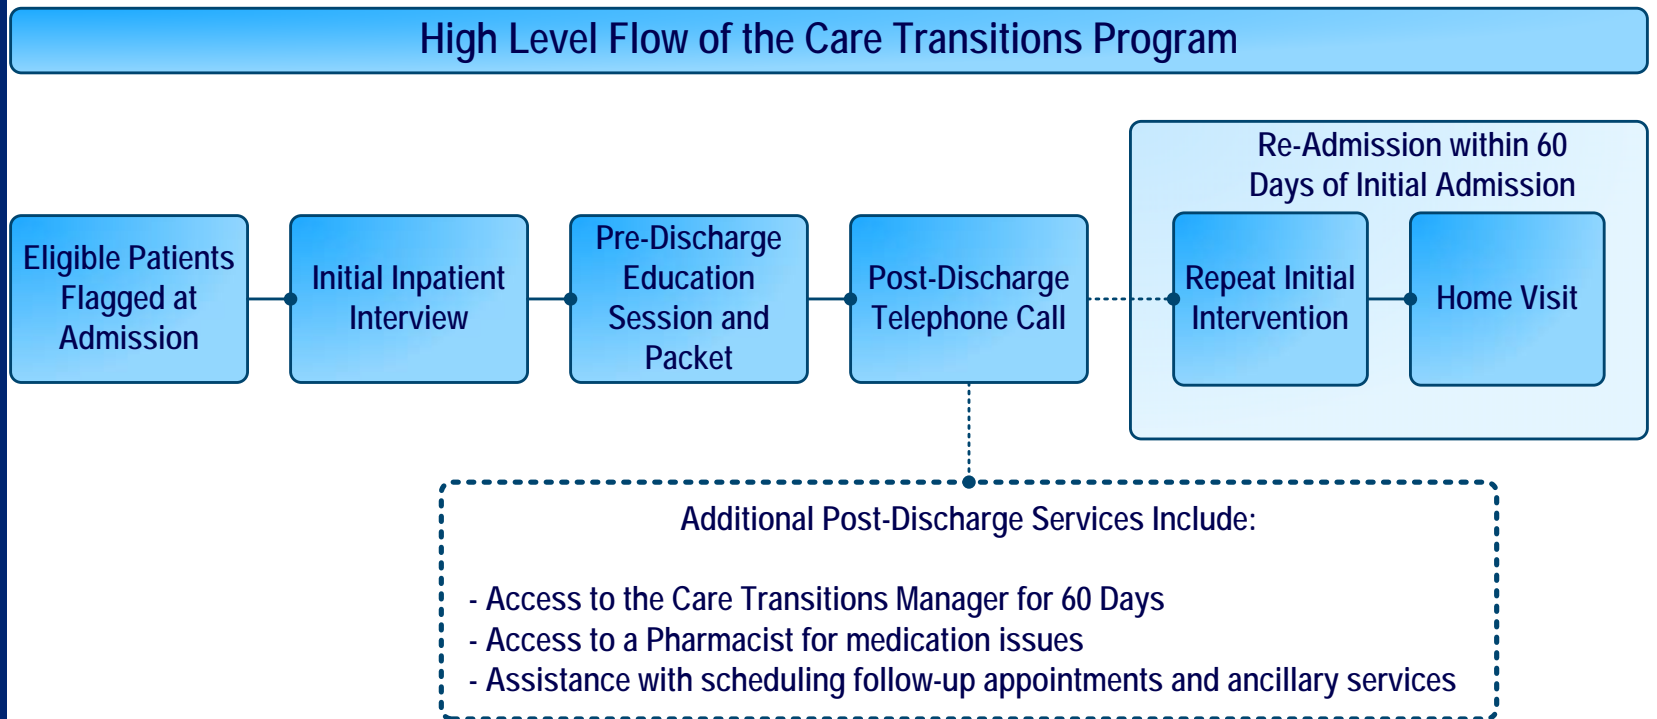 High Level Flow of the Care Transitions Program
Eligible Patients
Flagged at
Admission
Initial Inpatient
Interview
Pre-Discharge
Education
Session and
Packet
Post-Discharge
Telephone Call
Re-Admission within 60
Days of Initial Admission
Repeat Initial
Intervention
Home Visit
Additional Post-Discharge Services Include:
- Access to the Care Transitions Manager for 60 Days
- Access to a Pharmacist for medication issues
- Assistance with scheduling follow-up appointments and ancillary services